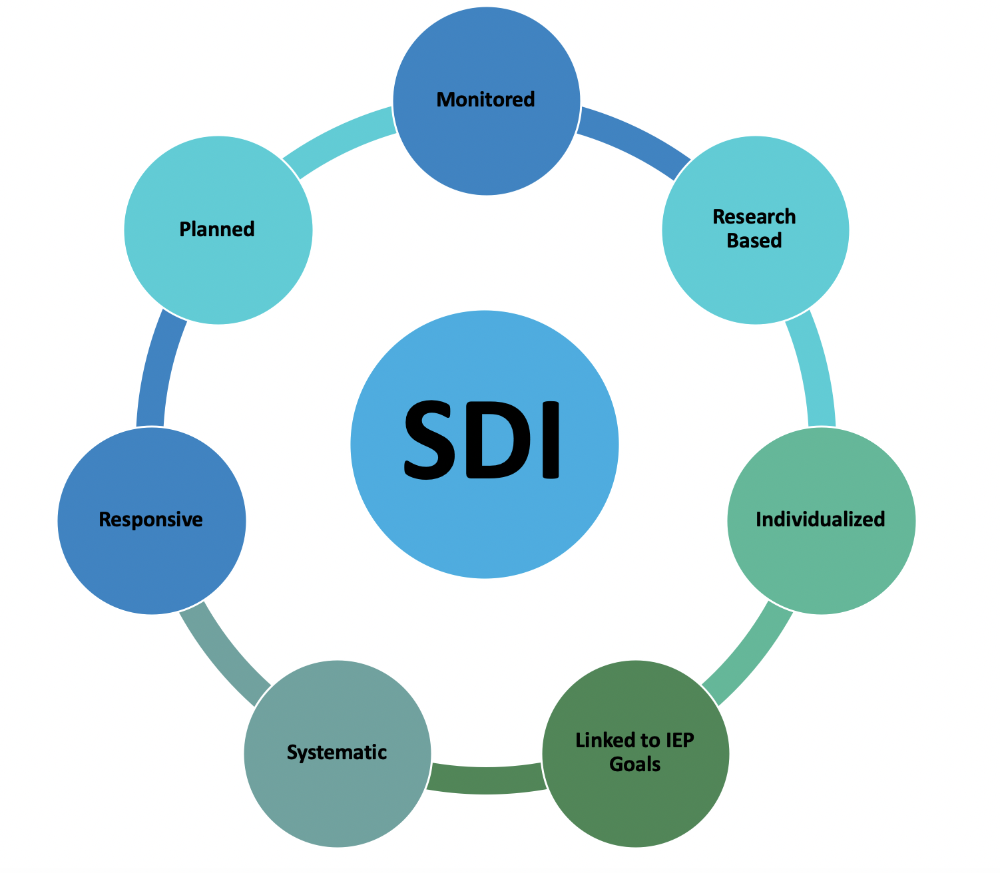 Monitored
Research
Based
Planned
SDI
Responsive
Individualized
Linked to IEP
Goals
Systematic